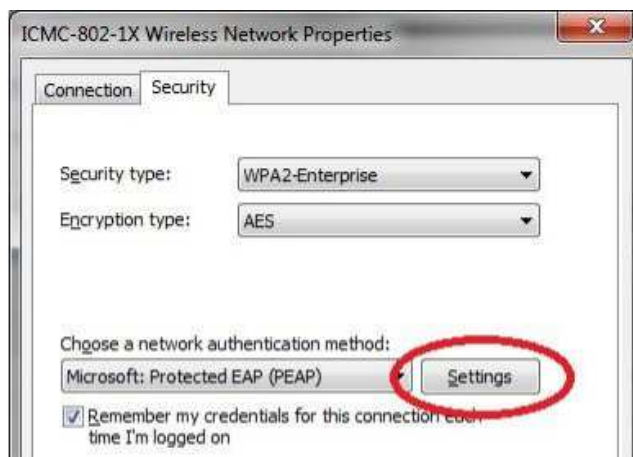 ICMC-802-1X Wireless Network Properties
Connection Security
Security type: WPA2-Enterprise
Encryption type: AES
Choose a network authentication method:
Microsoft: Protected EAP (PEAP) Settings
Remember my credentials for this connection each
time I'm logged on